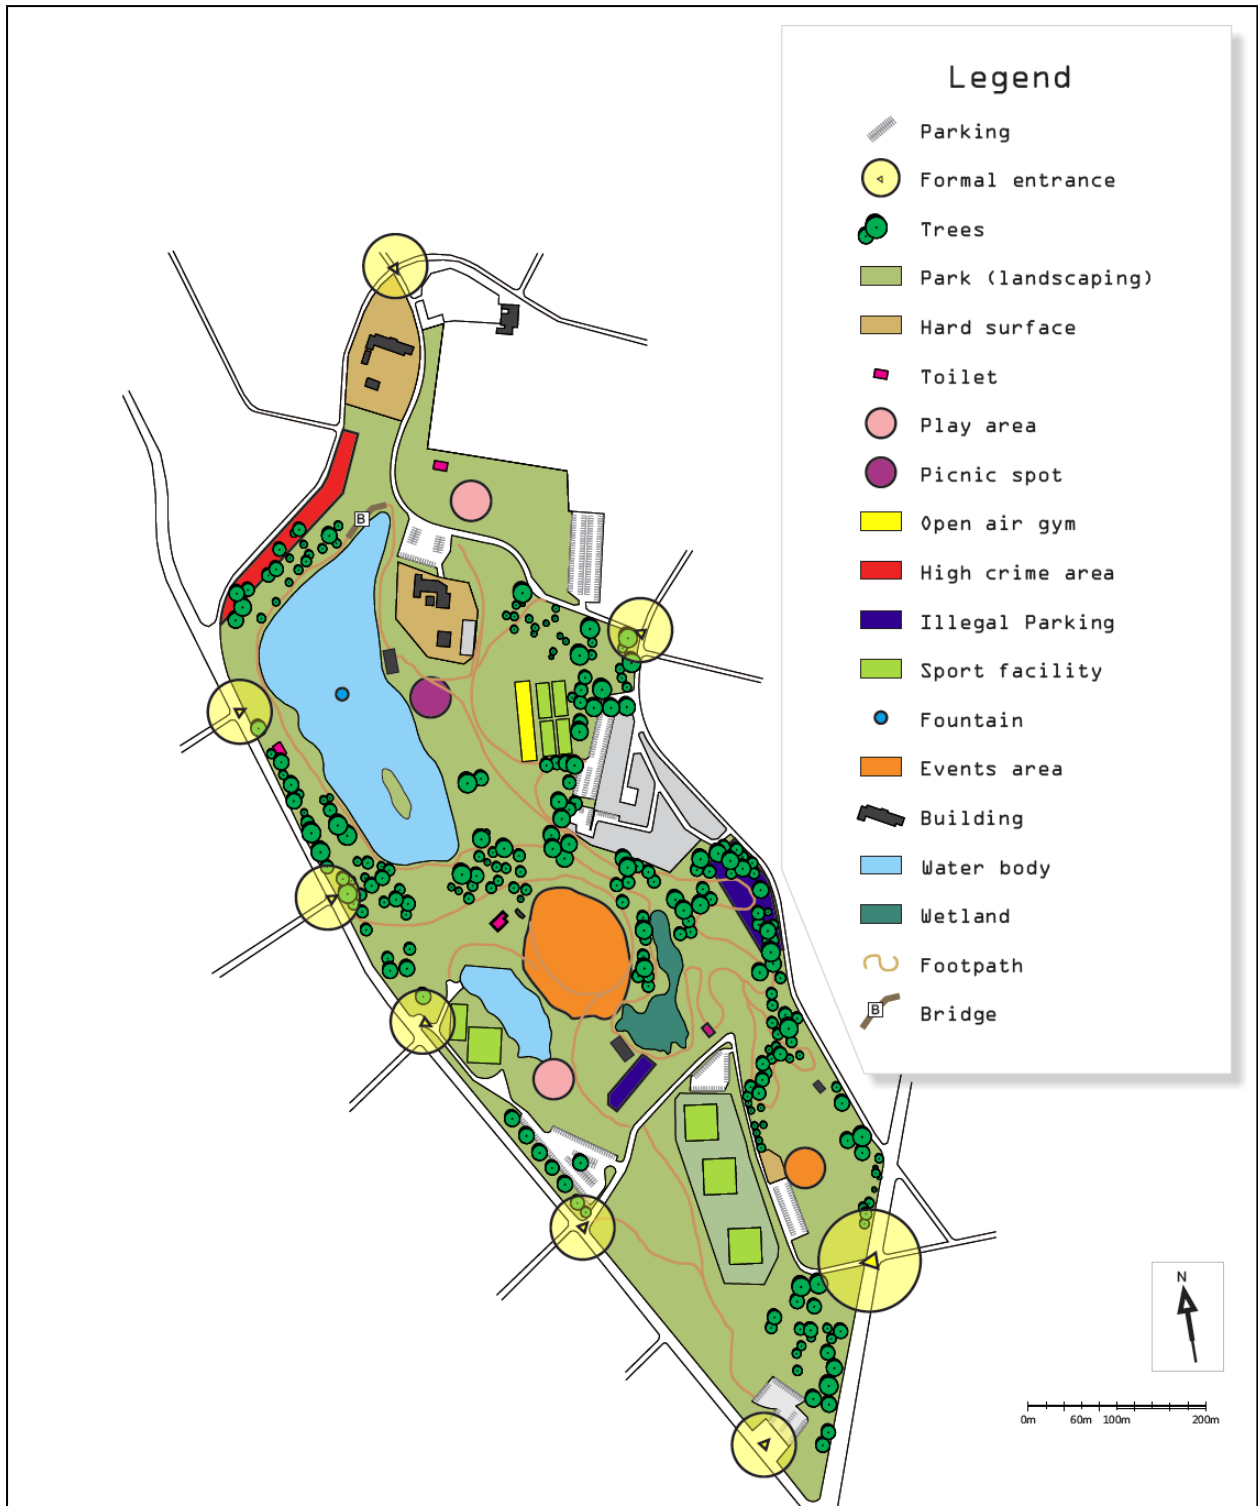 Legend
Parking
Formal entrance
Trees
Park (landscaping)
Hard surface
Toilet
Play area
Picnic spot
Open air gym
High crime area
Illegal Parking
Sport facility
Fountain
Events area
Building
Water body
Wetland
Footpath
B Bridge
B
N
0m 60m 100m 200m